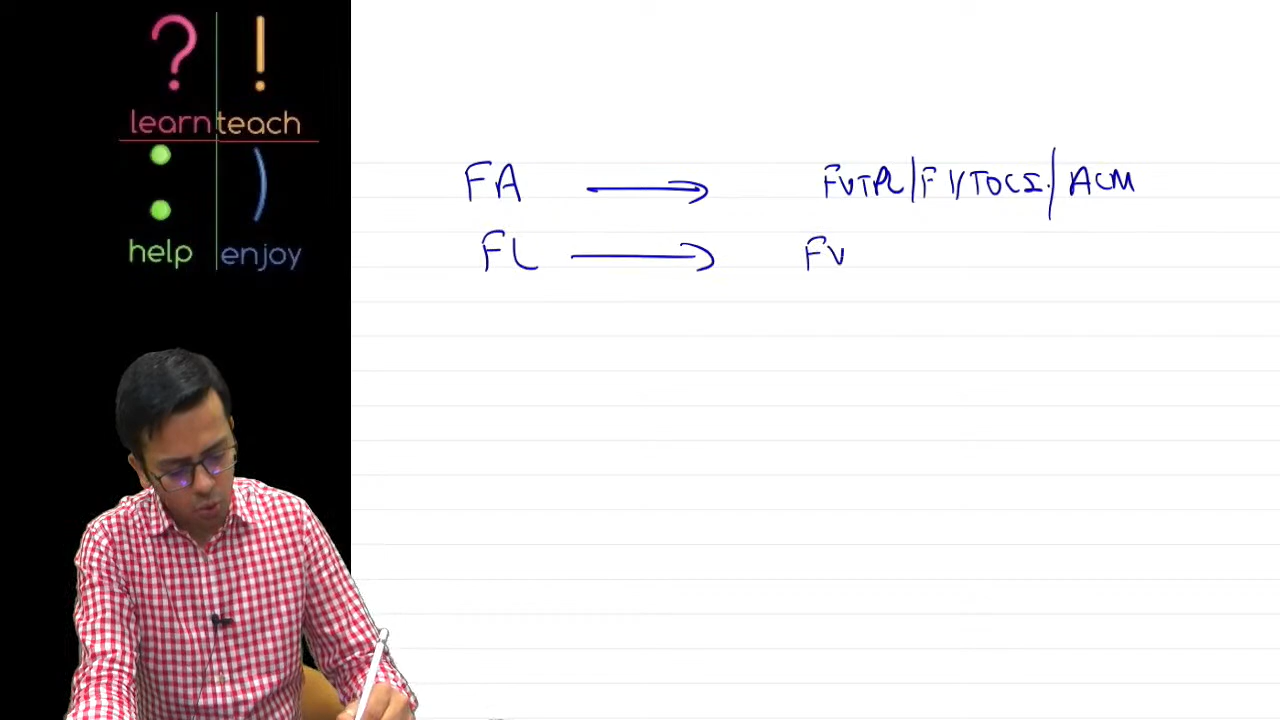 ? !
learn teach
: )
help enjoy
FA → FVTPL/FVTOCI/ACM
FL → FV